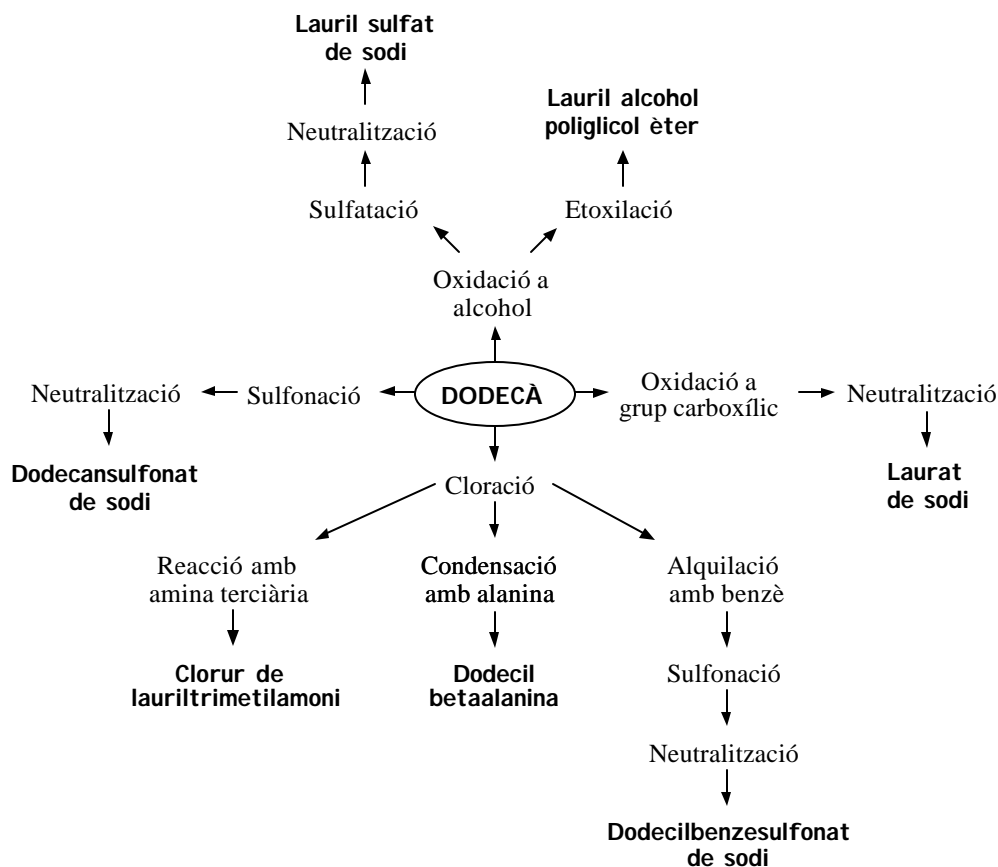 Lauril sulfat
de sodi
Lauril alcohol
poliglicol èter
Neutralització
Sulfatació
Etoxilació
Oxidació a
alcohol
Neutralització
Sulfonació
DODECÀ
Oxidació a
grup carboxílic
Neutralització
Dodecansulfonat
de sodi
Cloració
Laurat
de sodi
Reacció amb
amina terciària
Condensació
amb alanina
Alquilació
amb benzè
Clorur de
lauriltrimetilamoni
Dodecil
betaalanina
Sulfonació
Neutralització
Dodecilbenzesulfonat
de sodi